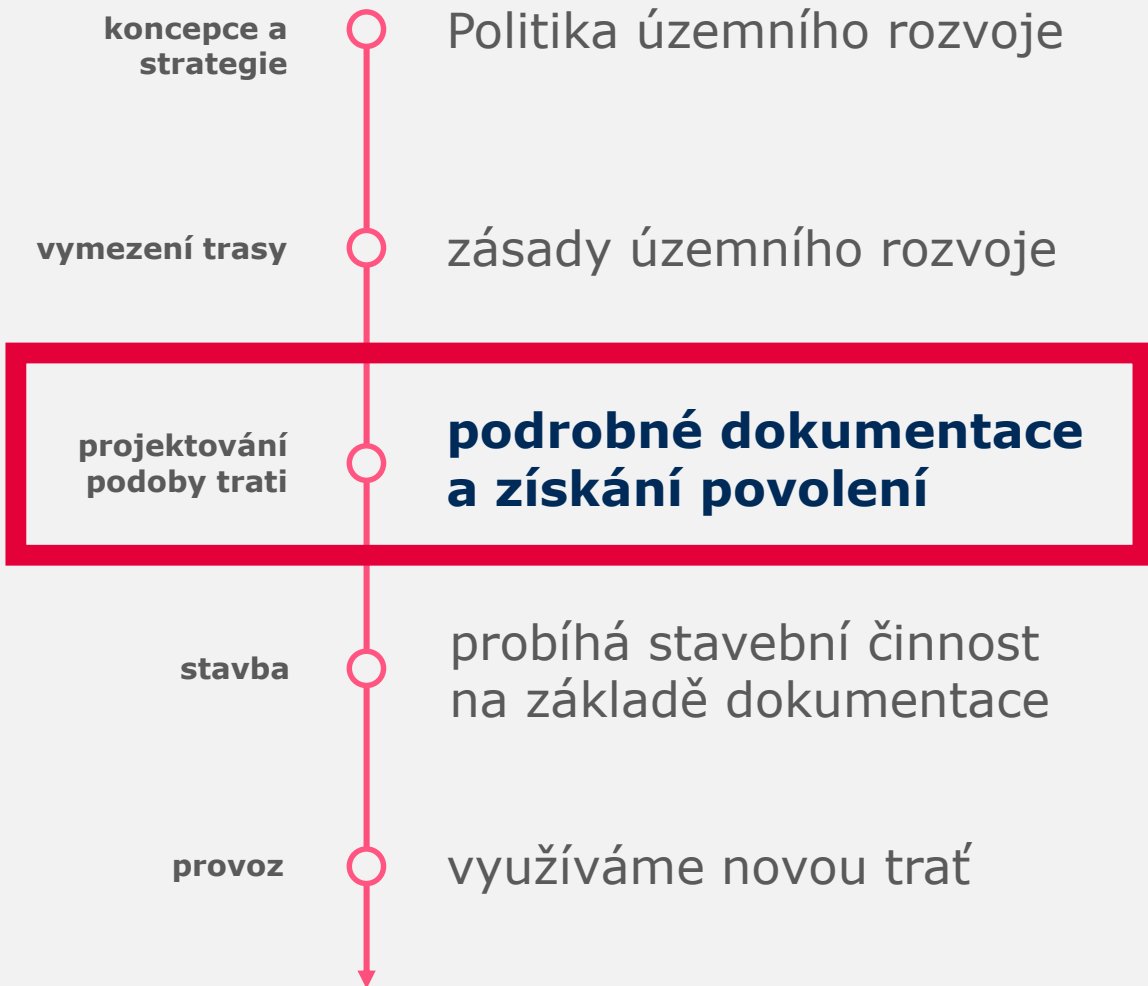 koncepce a
strategie
Politika územního rozvoje
vymezení trasy
zásady územního rozvoje
projektování
podoby trati
podrobné dokumentace
a získání povolení
stavba
probíhá stavební činnost
na základě dokumentace
provoz
využíváme novou trať